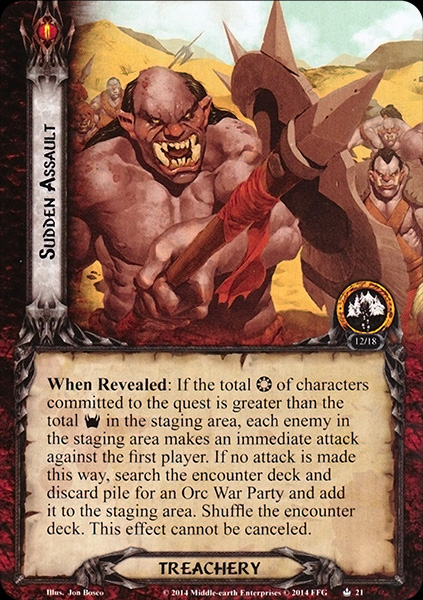 SUDDEN ASSAULT
12/18
When Revealed: If the total of characters
committed to the quest is greater than the
total in the staging area, each enemy in
the staging area makes an immediate attack
against the first player. If no attack is made
this way, search the encounter deck and
discard pile for an Orc War Party and add
it to the staging area. Shuffle the encounter
deck. This effect cannot be canceled.
TREACHERY
Illus. Jon Bosco © 2014 Middle-earth Enterprises © 2014 FFG 21